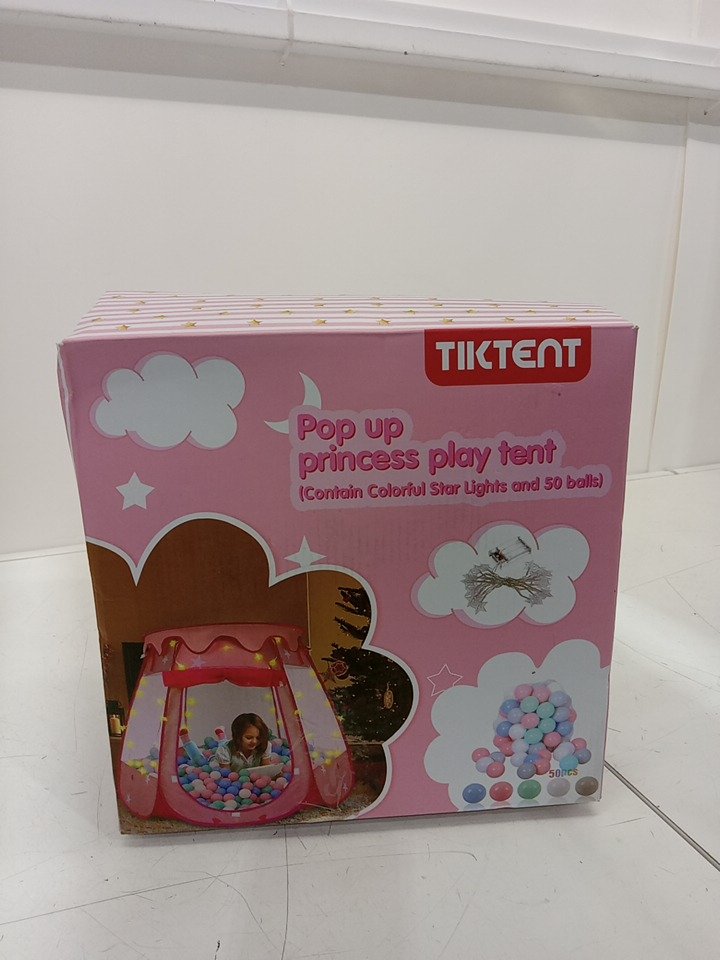 TIKTENT
Pop up
princess play tent
(Contain Colorful Star Lights and 50 balls)
50pcs